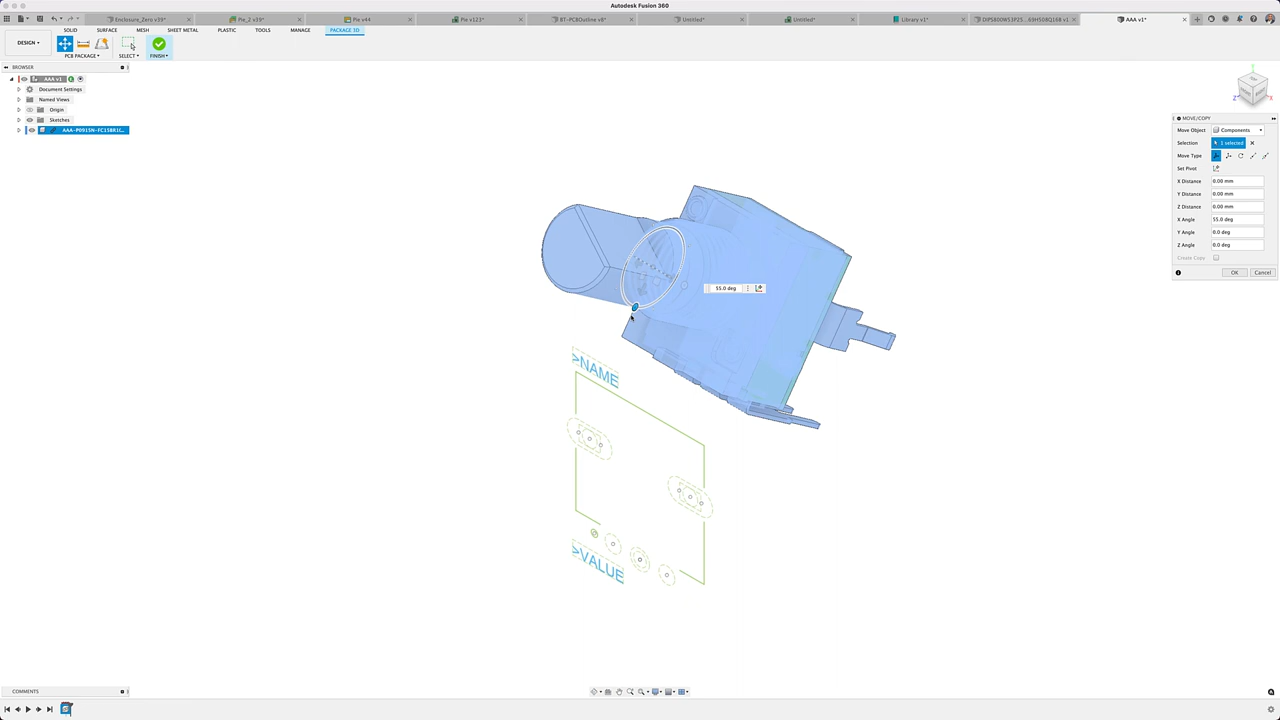 Autodesk Fusion 360
Enclosure_Zero v39*
Pie_2 v39*
Pie v44
Pie v123*
BT-PCBOutline v8*
Untitled*
Untitled*
Library v1*
AAA v1*
SOLID
SURFACE
MESH
SHEET METAL
PLASTIC
TOOLS
MANAGE
PACKAGE 3D
DESIGN
PCB PACKAGE
SELECT
FINISH
BROWSER
AAA v1
Document Settings
Named Views
Origin
Sketches
MOVE/COPY
Move Object Components
Selection 1 selected
Move Type
Set Pivot
X Distance 0.00 mm
Y Distance 0.00 mm
Z Distance 0.00 mm
X Angle 55.0 deg
Y Angle 0.0 deg
Z Angle 0.0 deg
Create Copy
OK Cancel
55.0 deg
>NAME
>VALUE
COMMENTS